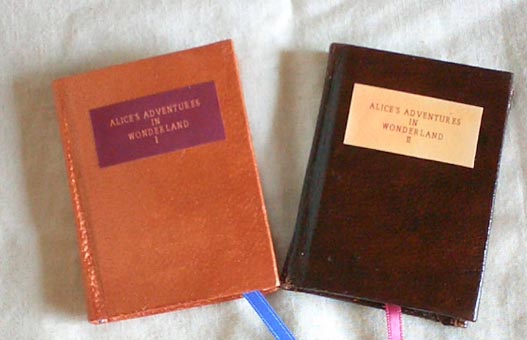 ALICE'S ADVENTURES
IN
WONDERLAND
I
ALICE'S ADVENTURES
IN
WONDERLAND
II